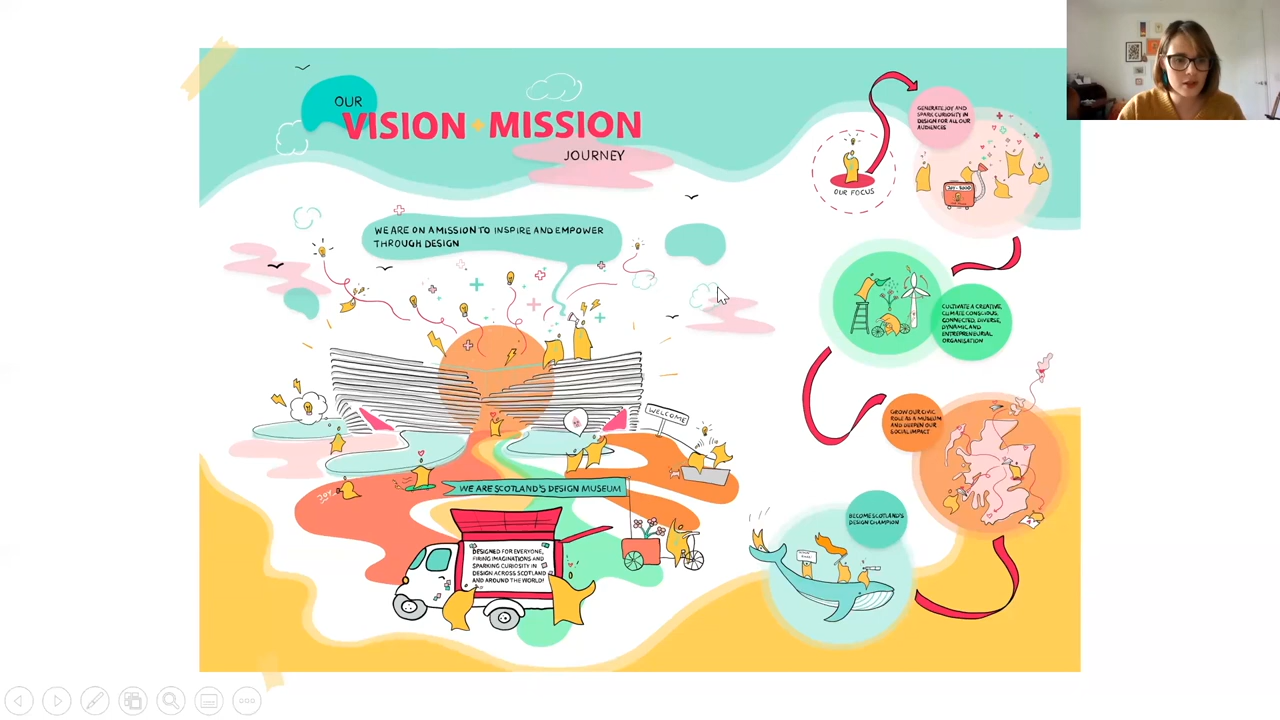 OUR
VISION + MISSION
JOURNEY
WE ARE ON A MISSION TO INSPIRE AND EMPOWER
THROUGH DESIGN
WELCOME
JOY
WE ARE SCOTLAND'S DESIGN MUSEUM
DESIGNED FOR EVERYONE,
FIRING IMAGINATIONS AND
SPARKING CURIOSITY IN
DESIGN ACROSS SCOTLAND
AND AROUND THE WORLD!
OUR FOCUS
GENERATE JOY AND
SPARK CURIOSITY IN
DESIGN FOR ALL OUR
AUDIENCES
CULTIVATE A CREATIVE,
CLIMATE CONSCIOUS,
CONNECTED, DIVERSE,
DYNAMIC AND
ENTREPRENEURIAL
ORGANISATION
GROW OUR CIVIC
ROLE AS A MUSEUM
AND DEEPEN OUR
SOCIAL IMPACT
BECOME SCOTLAND'S
DESIGN CHAMPION